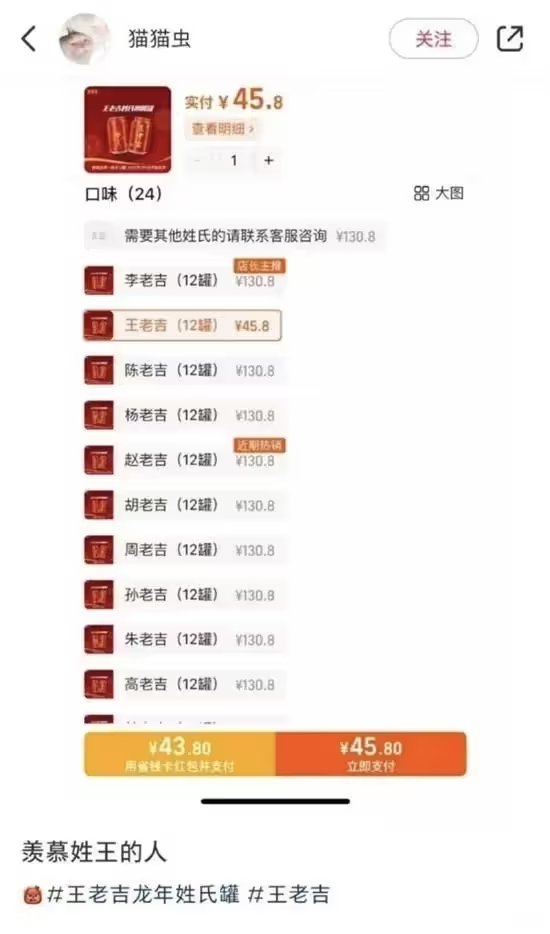 猫猫虫
关注
王老吉姓氏图腾罐
实付 ¥45.8
查看明细 >
- 1 +
口味（24）
大图
需要其他姓氏的请联系客服咨询 ¥130.8
店长主推
李老吉（12罐） ¥130.8
王老吉（12罐） ¥45.8
陈老吉（12罐） ¥130.8
杨老吉（12罐） ¥130.8
近期热销
赵老吉（12罐） ¥130.8
胡老吉（12罐） ¥130.8
周老吉（12罐） ¥130.8
孙老吉（12罐） ¥130.8
朱老吉（12罐） ¥130.8
高老吉（12罐） ¥130.8
¥43.80
用省钱卡红包并支付
¥45.80
立即支付
羡慕姓王的人
#王老吉龙年姓氏罐 #王老吉